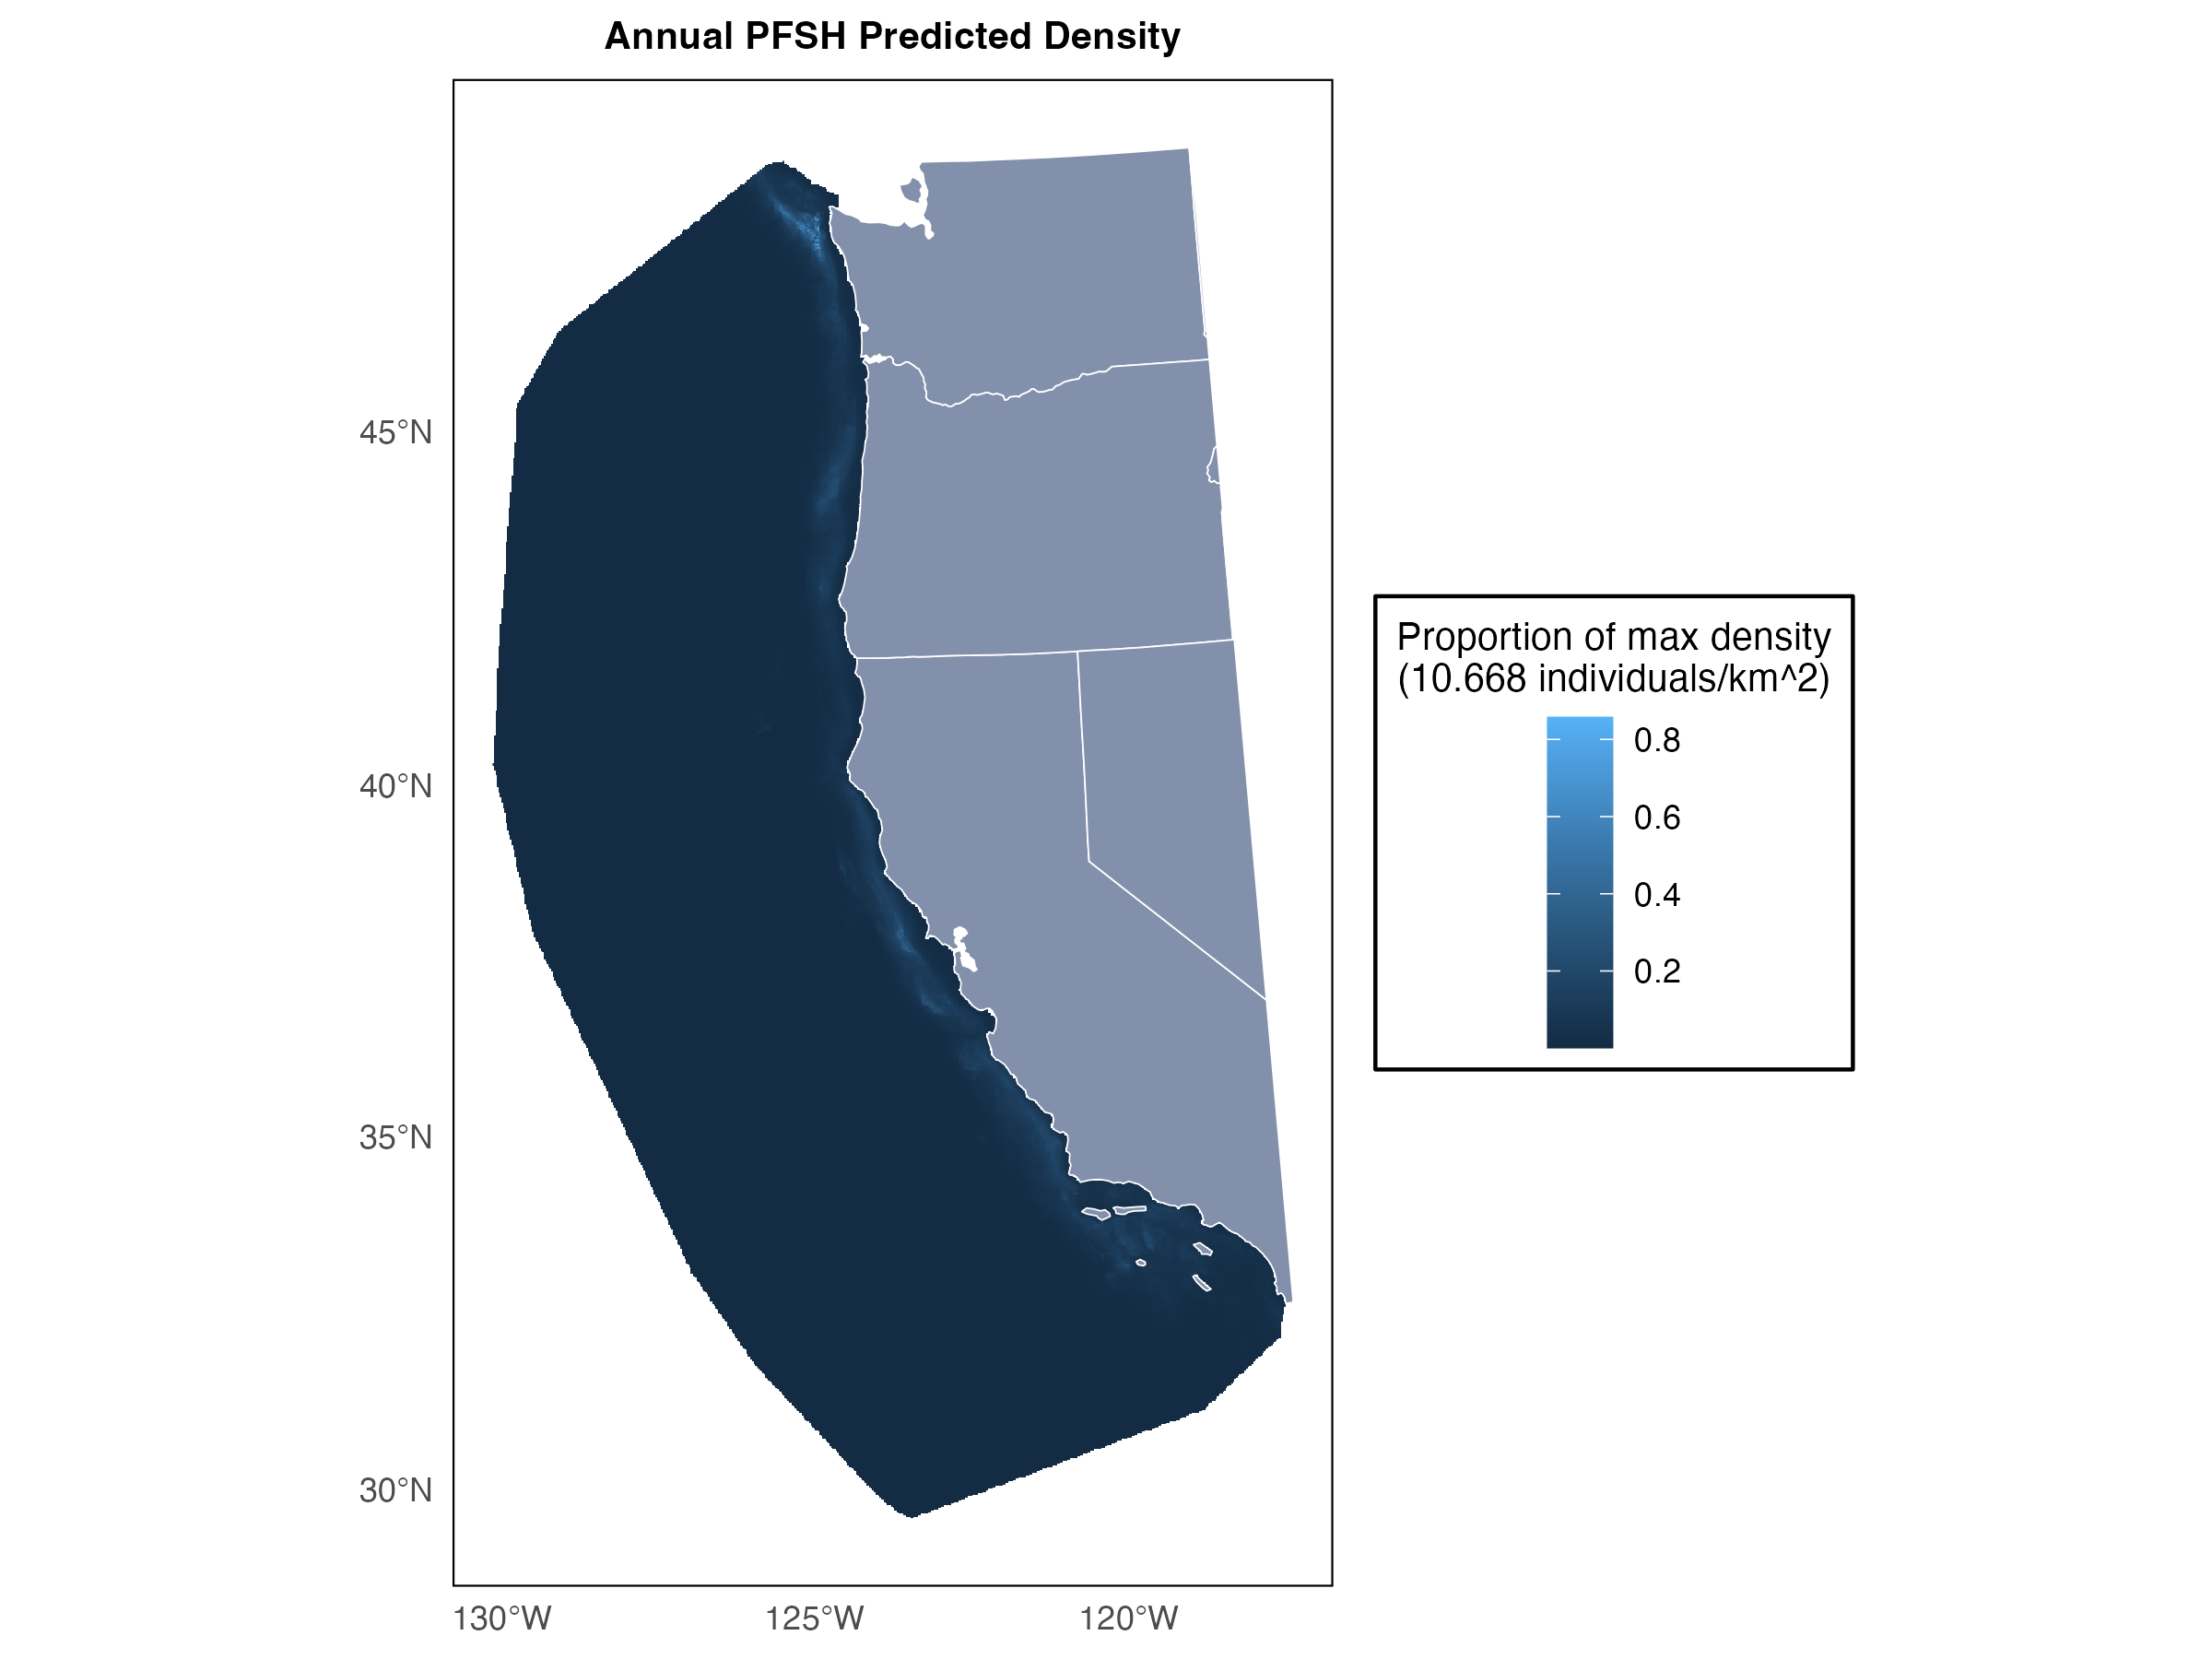 Annual PFSH Predicted Density
45°N
40°N
35°N
30°N
130°W
125°W
120°W
Proportion of max density
(10.668 individuals/km^2)
0.8
0.6
0.4
0.2